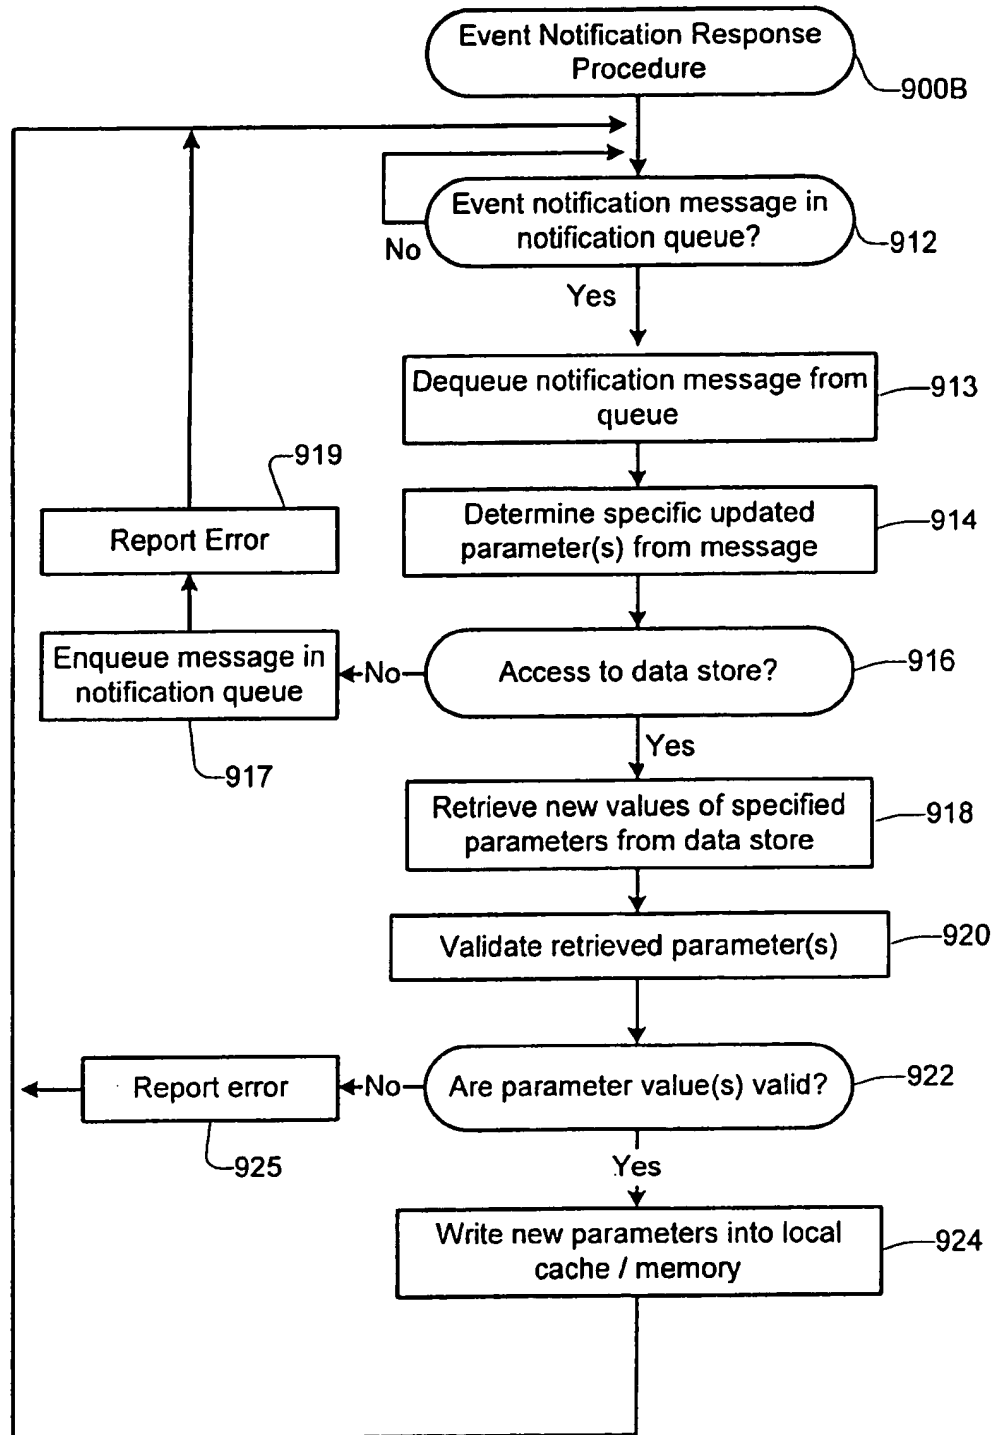 Event Notification Response
Procedure
900B
Event notification message in
notification queue?
912
No
Yes
Dequeue notification message from
queue
913
919
Report Error
Determine specific updated
parameter(s) from message
914
Enqueue message in
notification queue
917
No
Access to data store?
916
Yes
Retrieve new values of specified
parameters from data store
918
Validate retrieved parameter(s)
920
Report error
925
No
Are parameter value(s) valid?
922
Yes
Write new parameters into local
cache / memory
924